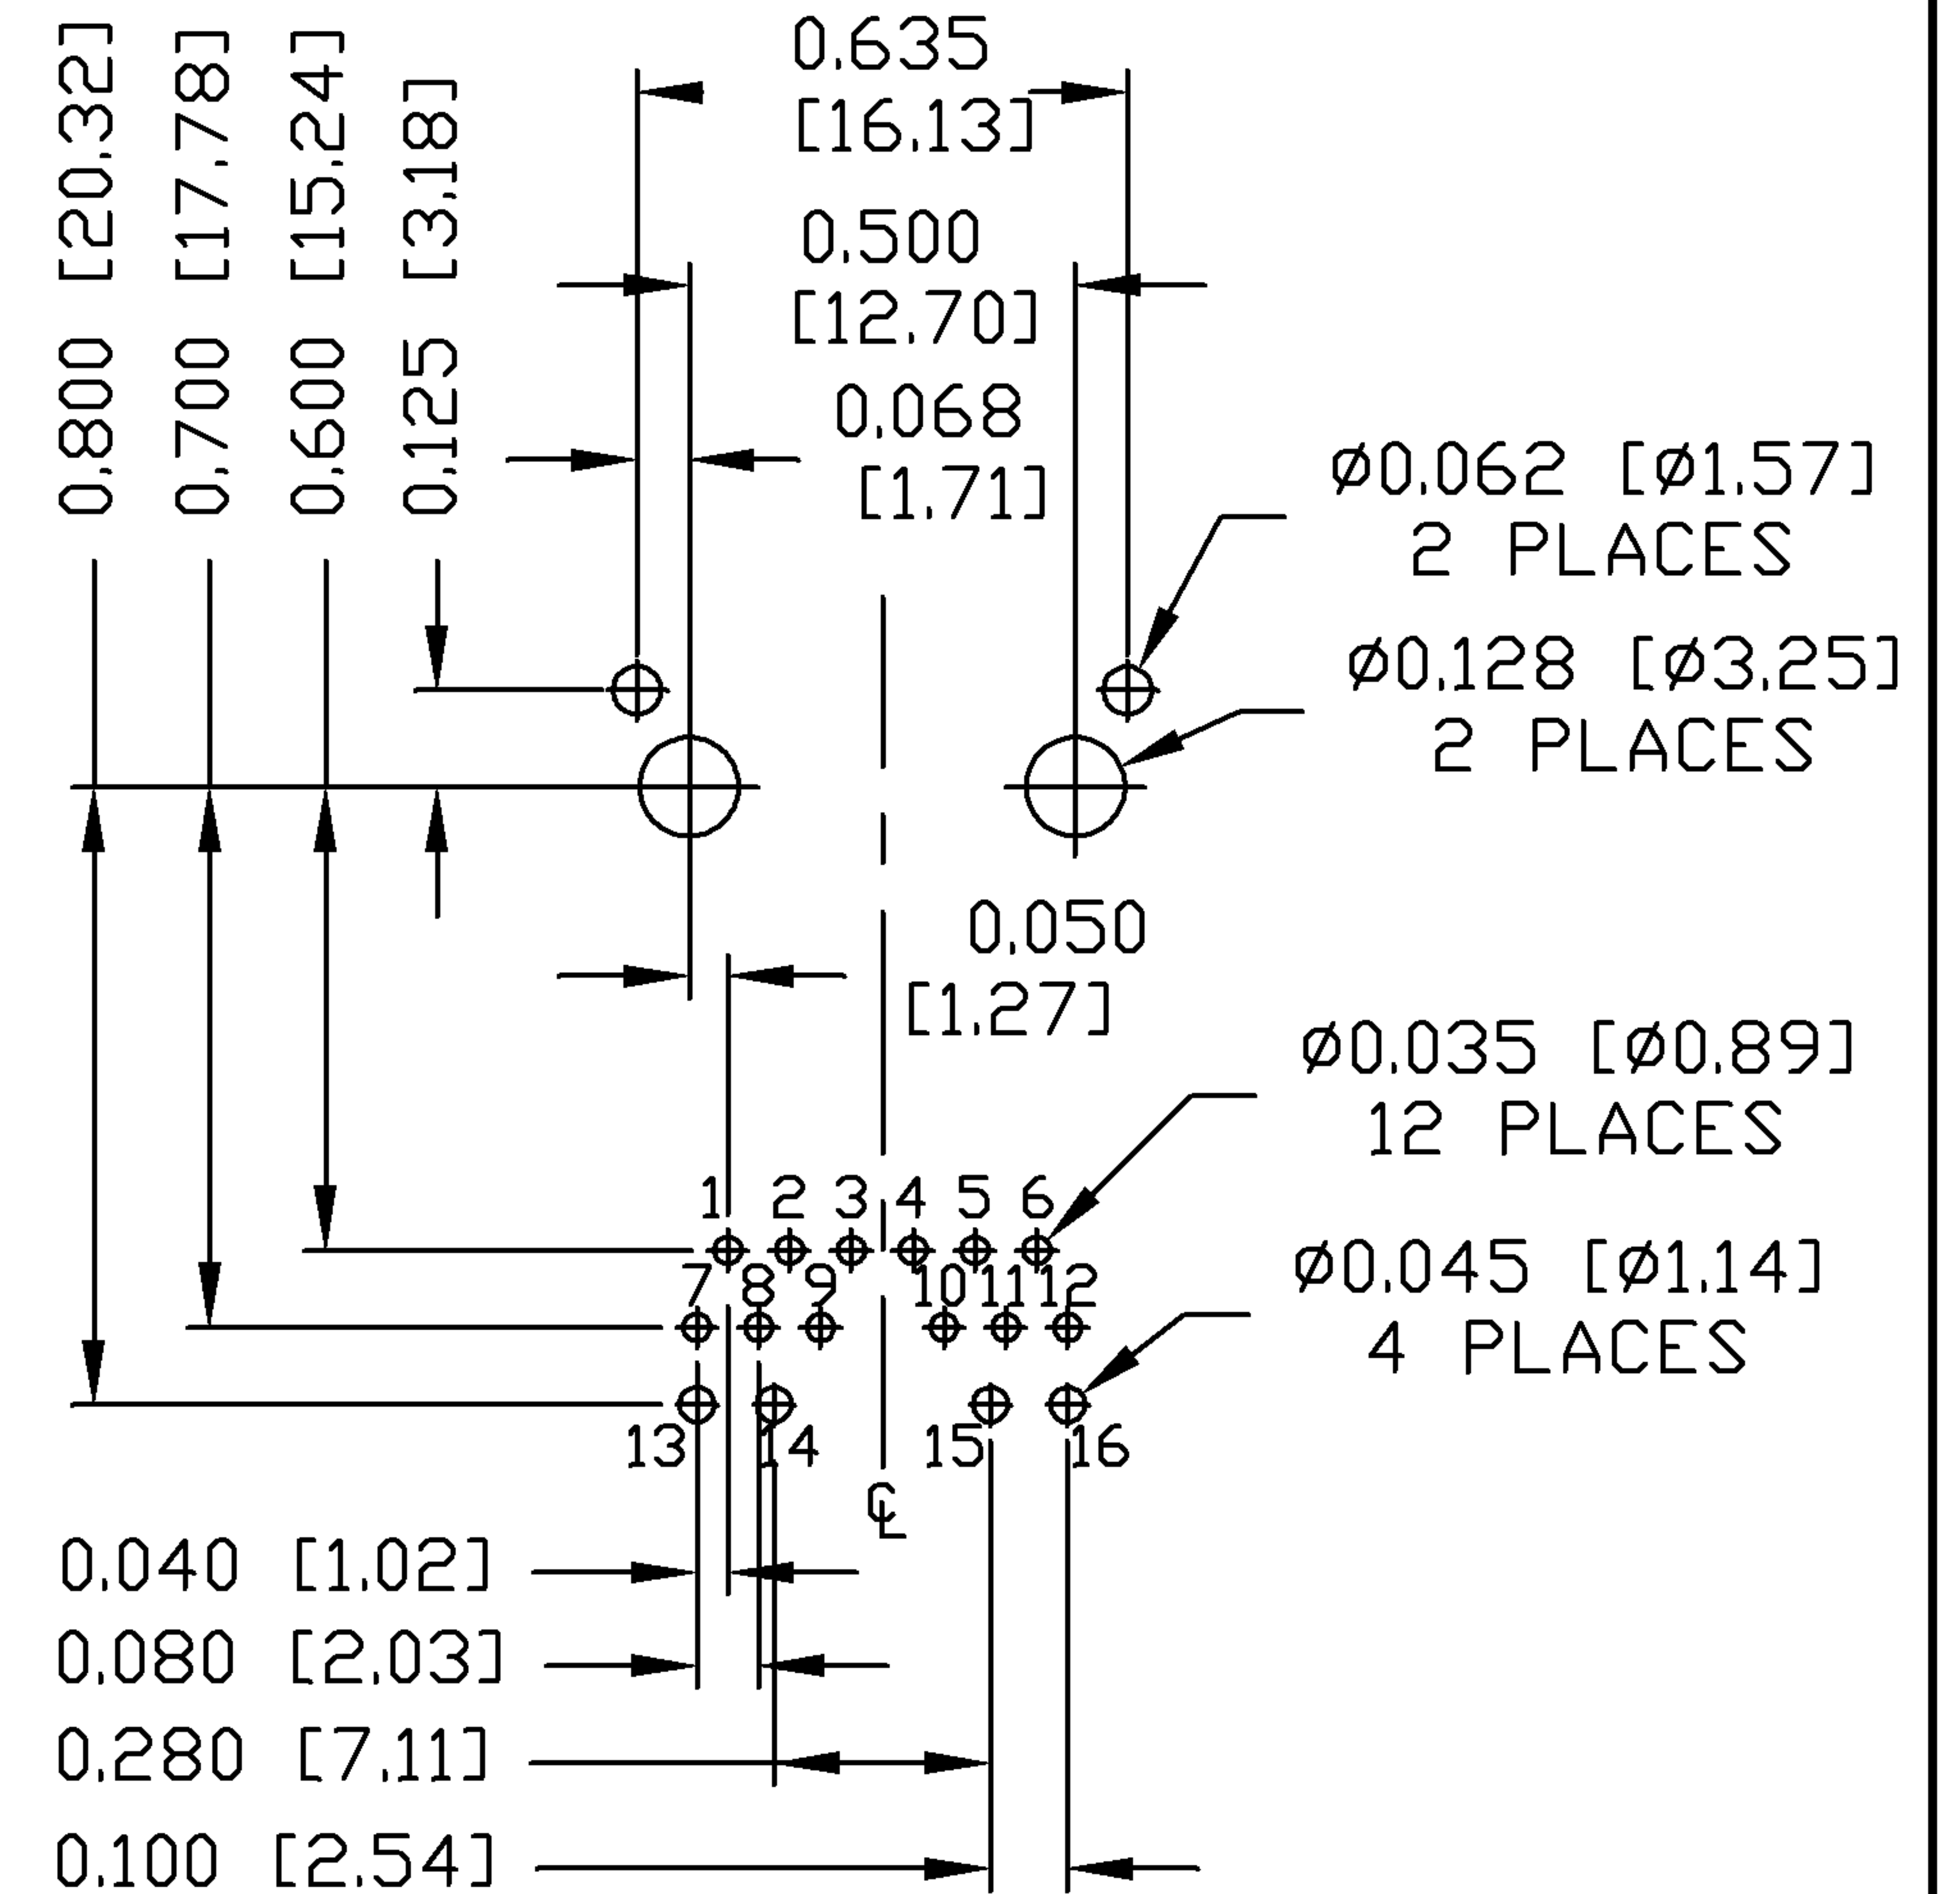 0.800 [20.32]
0.700 [17.78]
0.600 [15.24]
0.125 [3.18]
0.635
[16.13]
0.500
[12.70]
0.068
[1.71]
Ø0.062 [Ø1.57]
2 PLACES
Ø0.128 [Ø3.25]
2 PLACES
0.050
[1.27]
Ø0.035 [Ø0.89]
12 PLACES
1 2 3 4 5 6
7 8 9 10 11 12
Ø0.045 [Ø1.14]
4 PLACES
13 14 15 16
℄
0.040 [1.02]
0.080 [2.03]
0.280 [7.11]
0.100 [2.54]